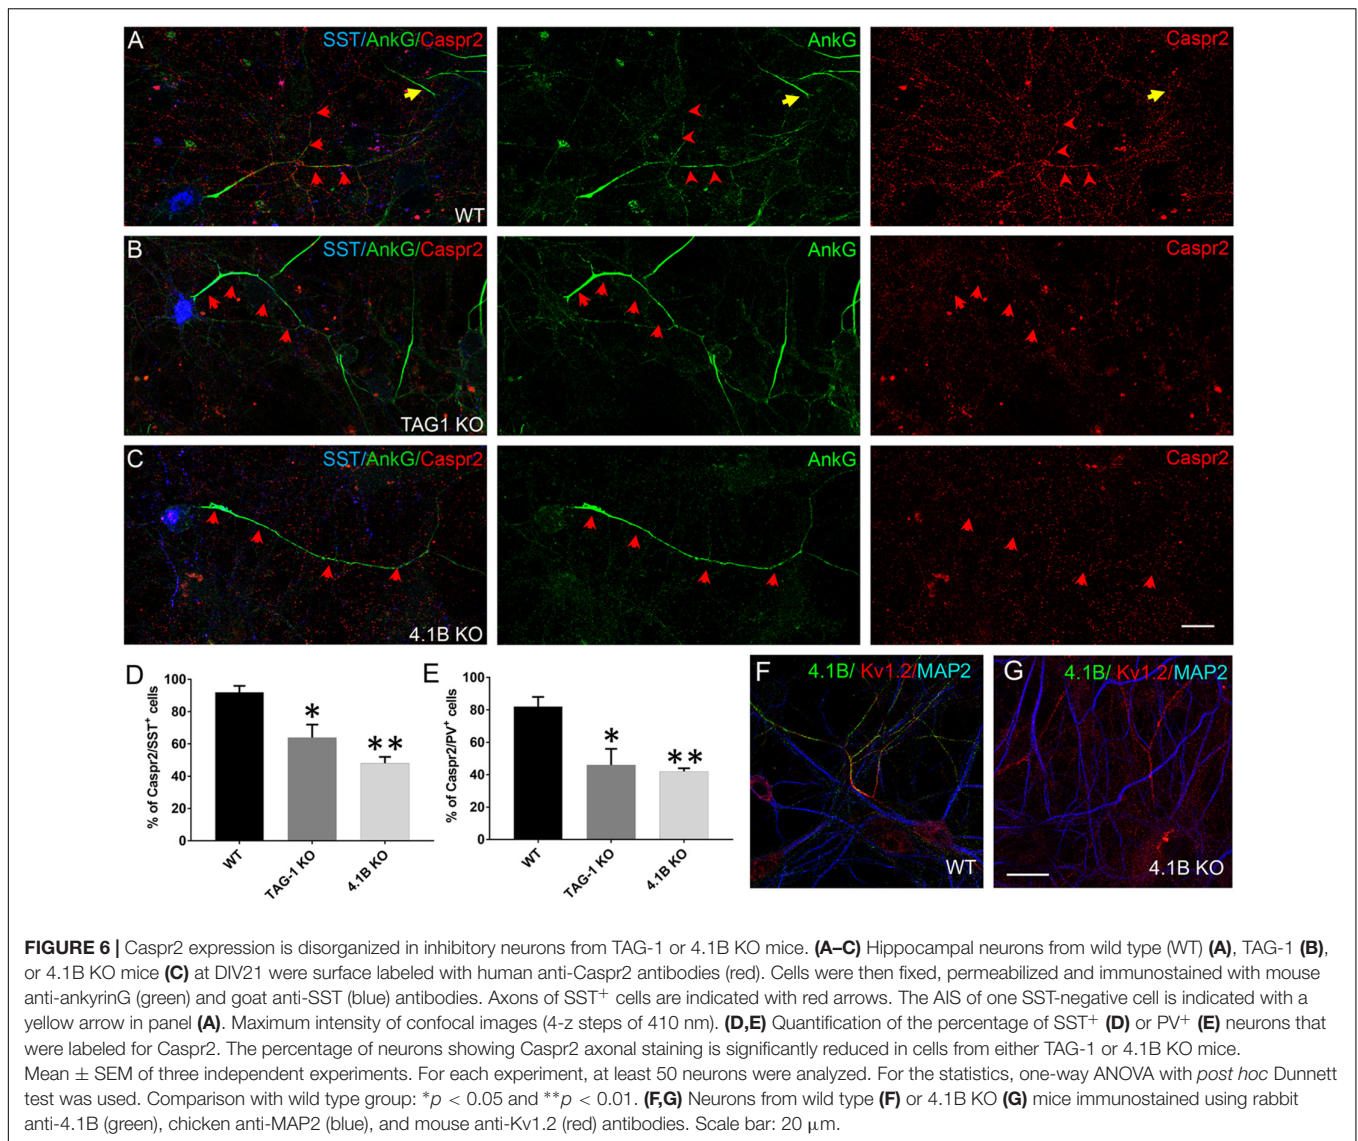 A
SST/AnkG/Caspr2
WT
AnkG
Caspr2
B
SST/AnkG/Caspr2
TAG1 KO
AnkG
Caspr2
C
SST/AnkG/Caspr2
4.1B KO
AnkG
Caspr2
D
% of Caspr2/SST⁺ cells
100
80
60
40
20
0
*
**
WT
TAG-1 KO
4.1B KO
E
% of Caspr2/PV⁺ cells
100
80
60
40
20
0
*
**
WT
TAG-1 KO
4.1B KO
F
4.1B/ Kv1.2/MAP2
WT
G
4.1B/ Kv1.2/MAP2
4.1B KO
FIGURE 6 | Caspr2 expression is disorganized in inhibitory neurons from TAG-1 or 4.1B KO mice. (A–C) Hippocampal neurons from wild type (WT) (A), TAG-1 (B),
or 4.1B KO mice (C) at DIV21 were surface labeled with human anti-Caspr2 antibodies (red). Cells were then fixed, permeabilized and immunostained with mouse
anti-ankyrinG (green) and goat anti-SST (blue) antibodies. Axons of SST⁺ cells are indicated with red arrows. The AIS of one SST-negative cell is indicated with a
yellow arrow in panel (A). Maximum intensity of confocal images (4-z steps of 410 nm). (D,E) Quantification of the percentage of SST⁺ (D) or PV⁺ (E) neurons that
were labeled for Caspr2. The percentage of neurons showing Caspr2 axonal staining is significantly reduced in cells from either TAG-1 or 4.1B KO mice.
Mean ± SEM of three independent experiments. For each experiment, at least 50 neurons were analyzed. For the statistics, one-way ANOVA with post hoc Dunnett
test was used. Comparison with wild type group: *p < 0.05 and **p < 0.01. (F,G) Neurons from wild type (F) or 4.1B KO (G) mice immunostained using rabbit
anti-4.1B (green), chicken anti-MAP2 (blue), and mouse anti-Kv1.2 (red) antibodies. Scale bar: 20 μm.